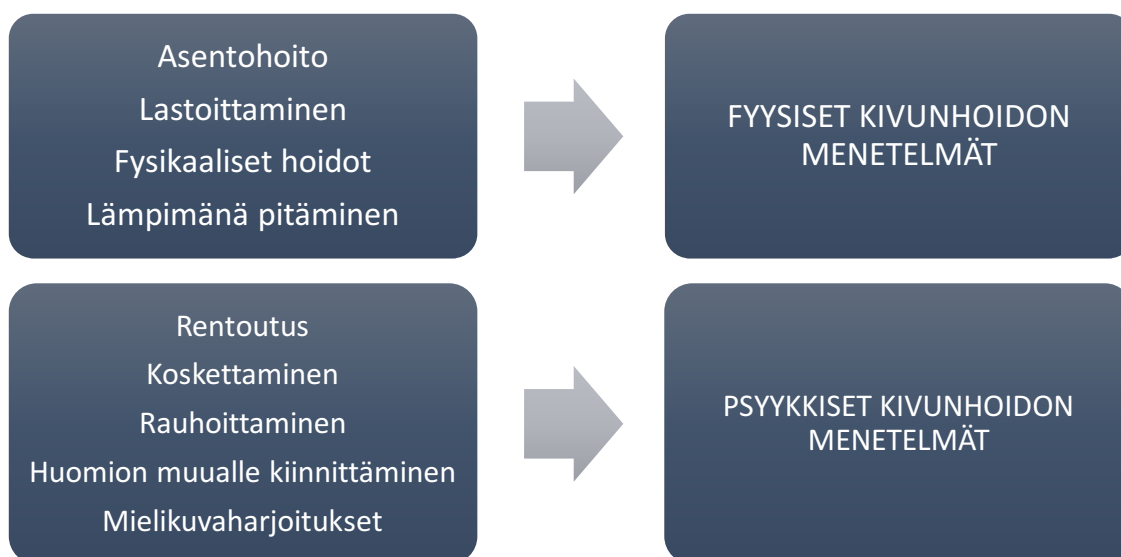 Asentohoito
Lastoittaminen
Fysikaaliset hoidot
Lämpimänä pitäminen
FYYSISET KIVUNHOIDON
MENETELMÄT
Rentoutus
Koskettaminen
Rauhoittaminen
Huomion muualle kiinnittäminen
Mielikuvaharjoitukset
PSYYKKISET KIVUNHOIDON
MENETELMÄT